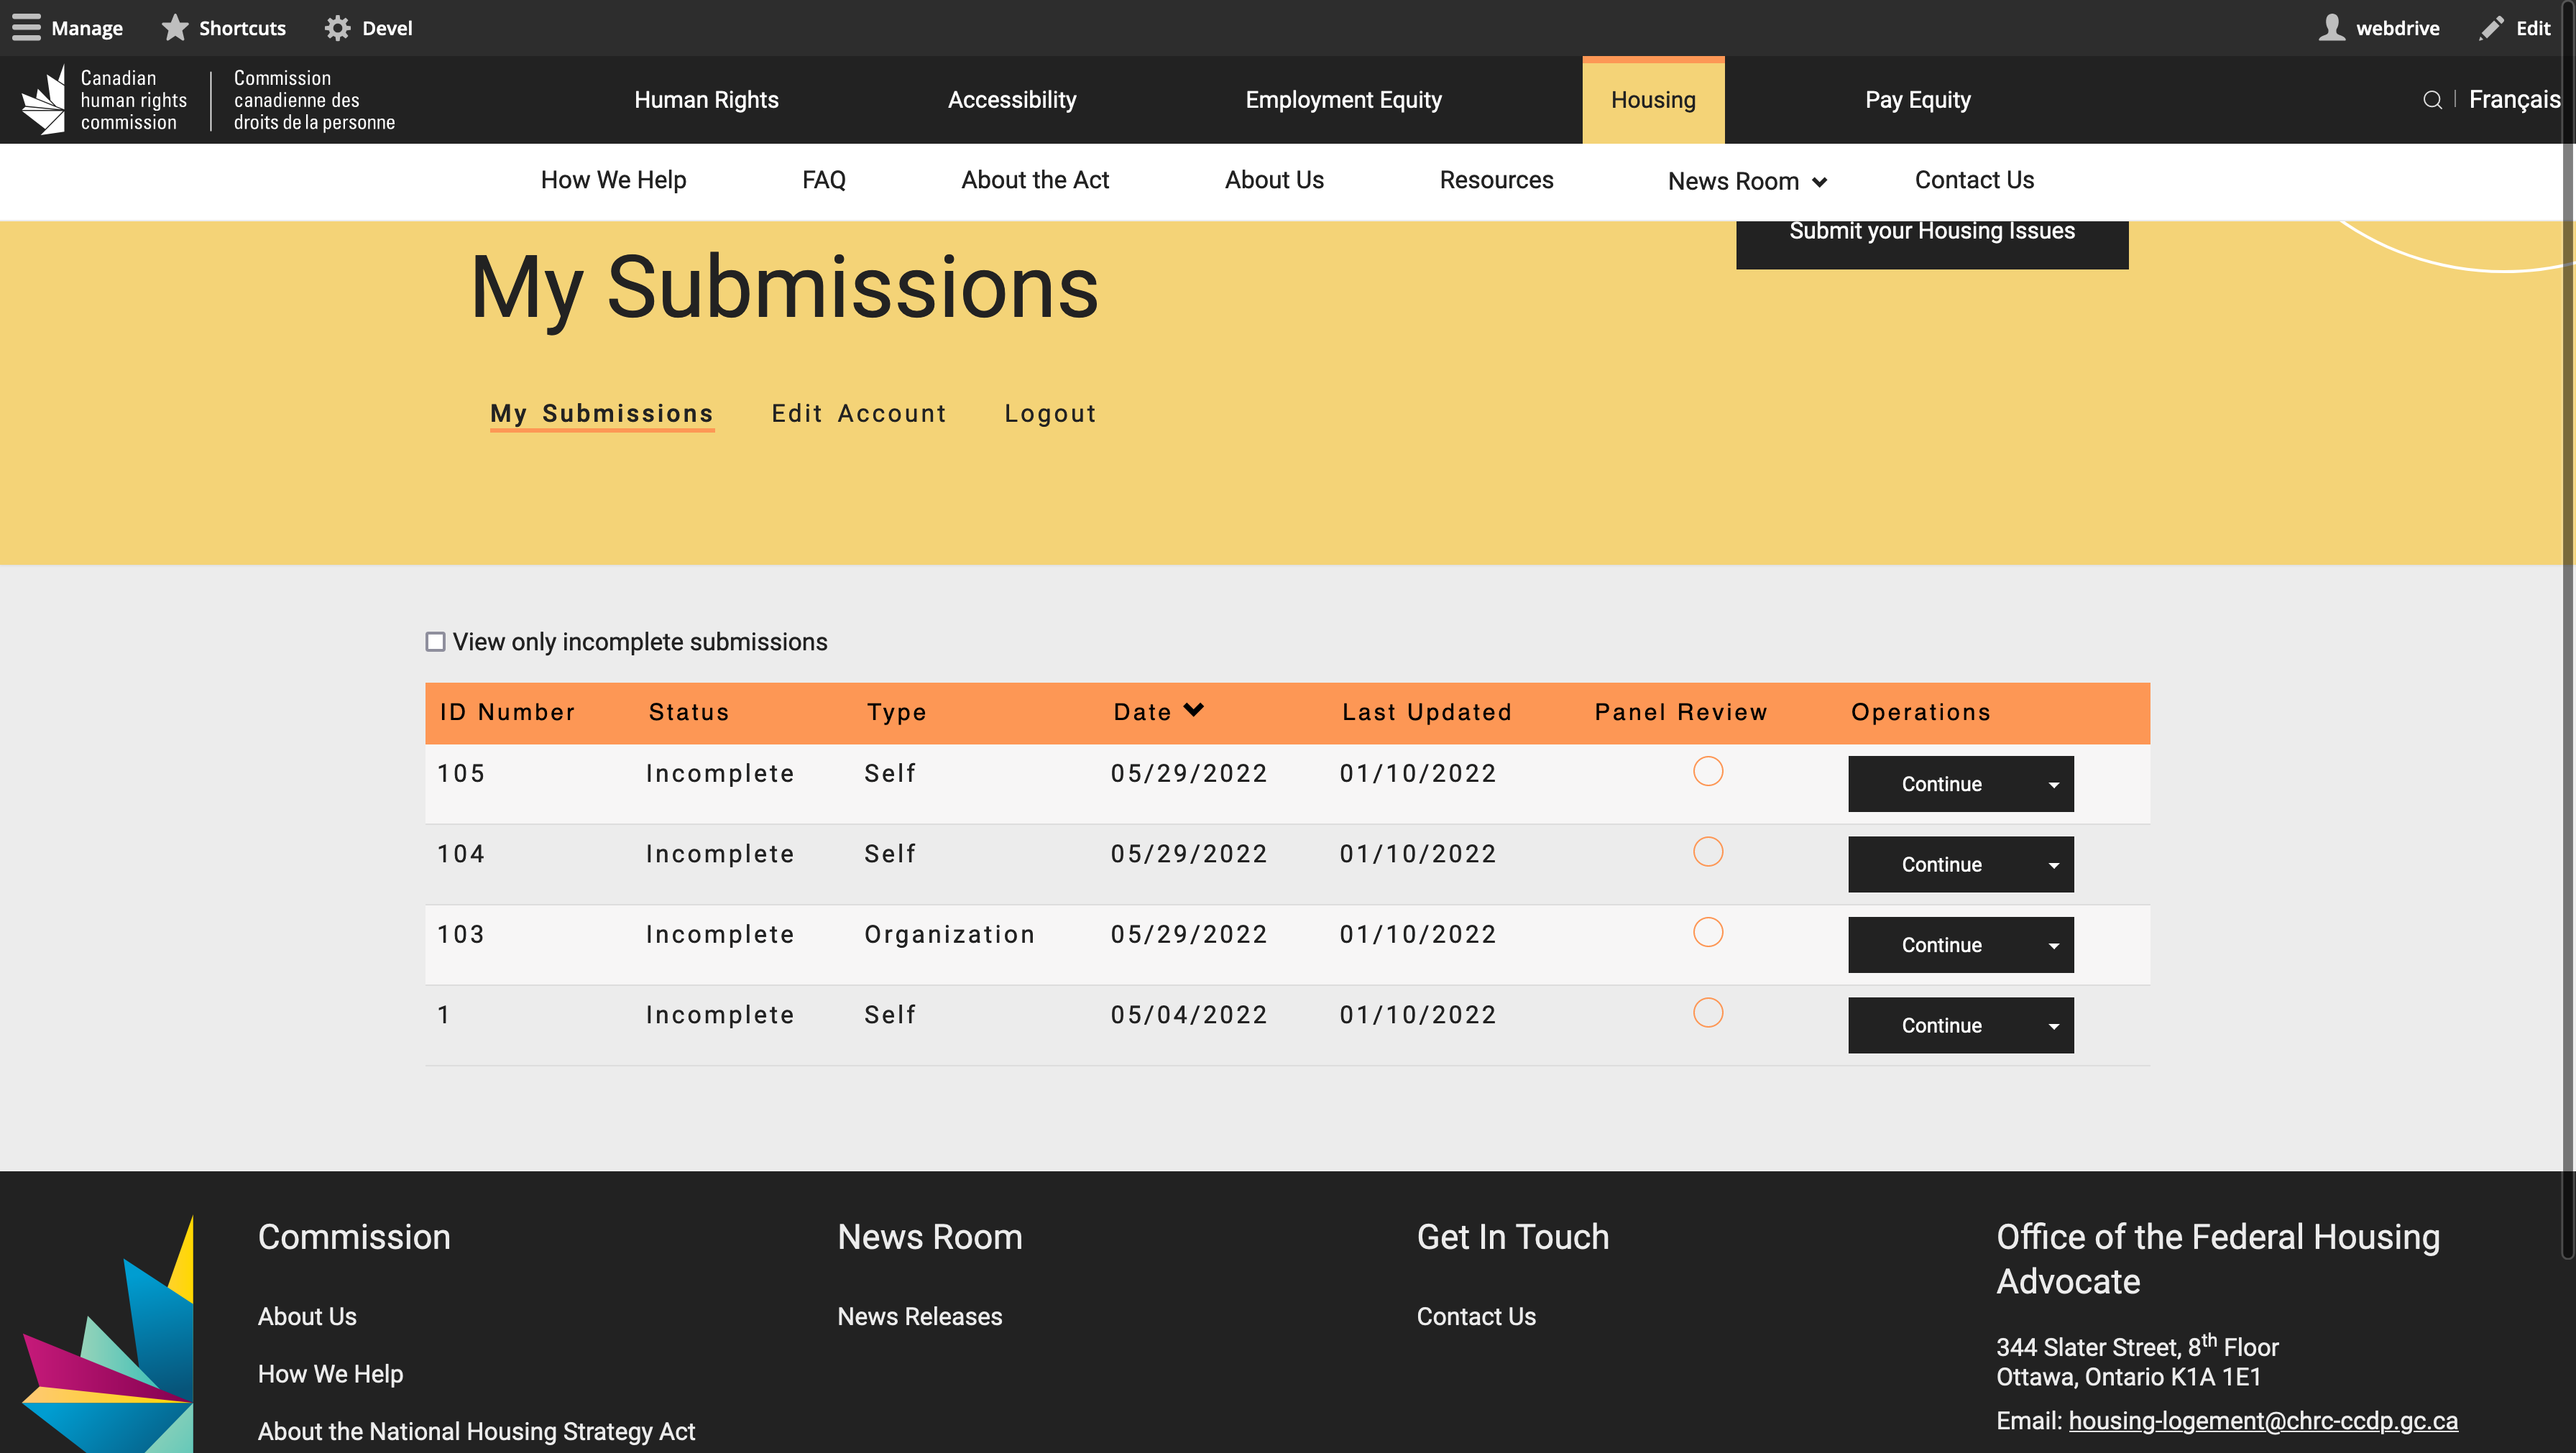 Manage Shortcuts Devel webdrive Edit
Canadian
human rights
commission
Commission
canadienne des
droits de la personne
Human Rights Accessibility Employment Equity Housing Pay Equity Français
How We Help FAQ About the Act About Us Resources News Room Contact Us
Submit your Housing Issues
My Submissions
My Submissions Edit Account Logout
View only incomplete submissions
ID Number Status Type Date Last Updated Panel Review Operations
105 Incomplete Self 05/29/2022 01/10/2022 Continue
104 Incomplete Self 05/29/2022 01/10/2022 Continue
103 Incomplete Organization 05/29/2022 01/10/2022 Continue
1 Incomplete Self 05/04/2022 01/10/2022 Continue
Commission
About Us
How We Help
About the National Housing Strategy Act
News Room
News Releases
Get In Touch
Contact Us
Office of the Federal Housing
Advocate
344 Slater Street, 8th Floor
Ottawa, Ontario K1A 1E1
Email: housing-logement@chrc-ccdp.gc.ca